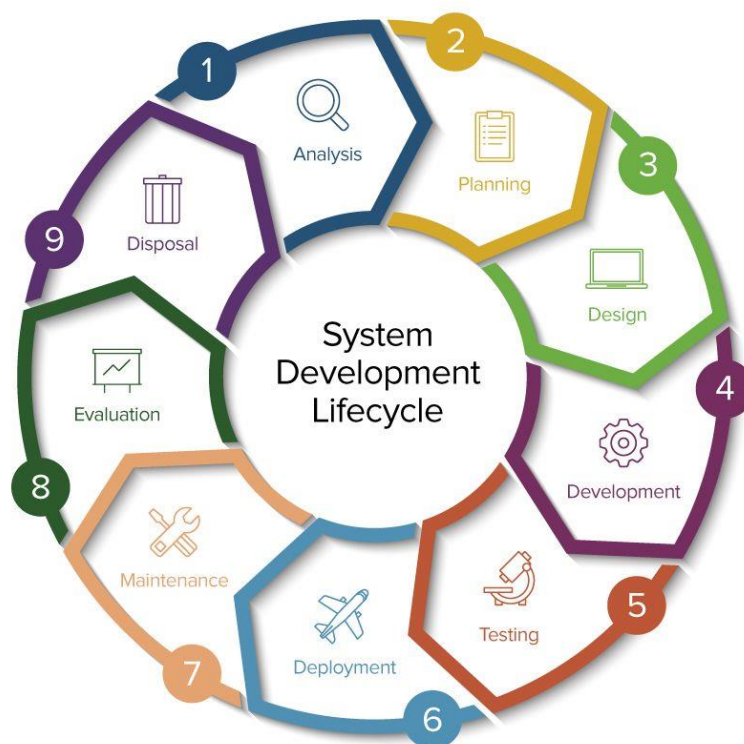 System
Development
Lifecycle
1
Analysis
2
Planning
3
Design
4
Development
5
Testing
6
Deployment
7
Maintenance
8
Evaluation
9
Disposal